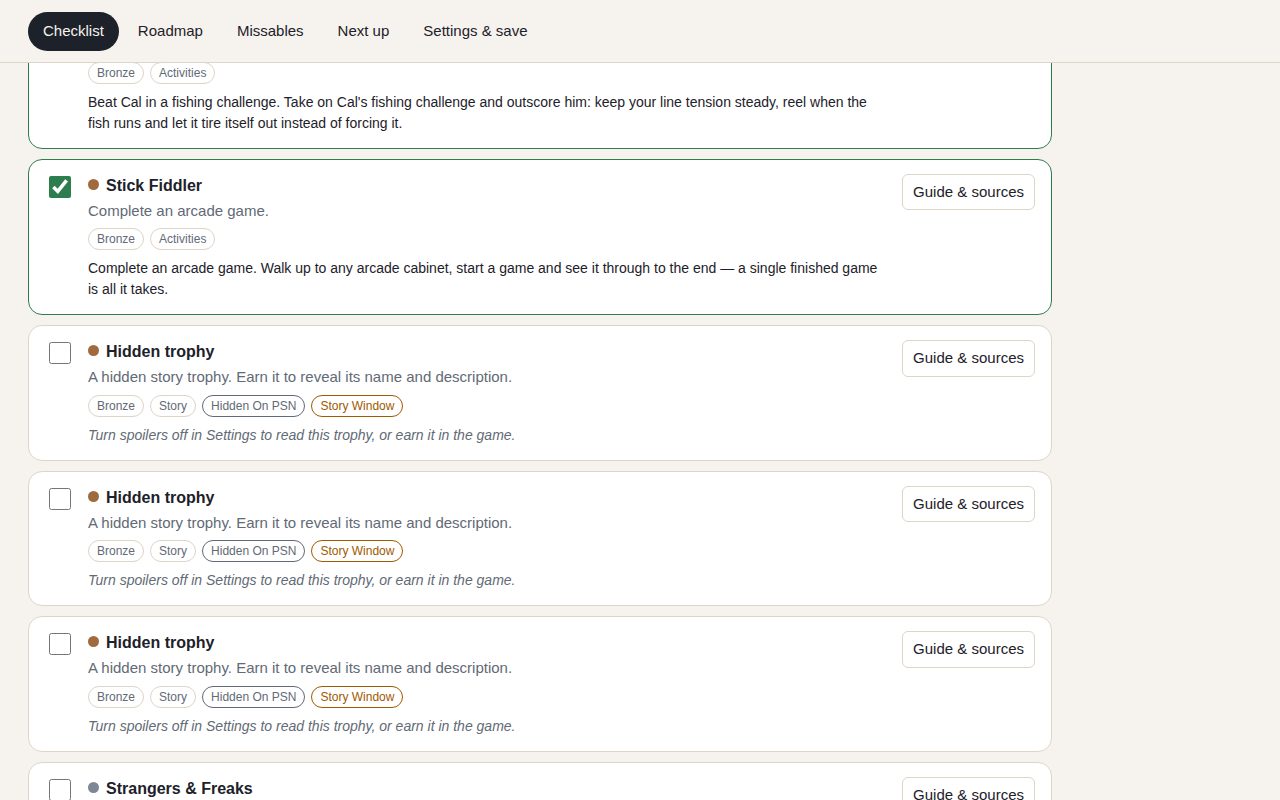 Checklist Roadmap Missables Next up Settings & save
Bronze Activities
Beat Cal in a fishing challenge. Take on Cal's fishing challenge and outscore him: keep your line tension steady, reel when the
fish runs and let it tire itself out instead of forcing it.
Stick Fiddler Guide & sources
Complete an arcade game.
Bronze Activities
Complete an arcade game. Walk up to any arcade cabinet, start a game and see it through to the end — a single finished game
is all it takes.
Hidden trophy Guide & sources
A hidden story trophy. Earn it to reveal its name and description.
Bronze Story Hidden On PSN Story Window
Turn spoilers off in Settings to read this trophy, or earn it in the game.
Hidden trophy Guide & sources
A hidden story trophy. Earn it to reveal its name and description.
Bronze Story Hidden On PSN Story Window
Turn spoilers off in Settings to read this trophy, or earn it in the game.
Hidden trophy Guide & sources
A hidden story trophy. Earn it to reveal its name and description.
Bronze Story Hidden On PSN Story Window
Turn spoilers off in Settings to read this trophy, or earn it in the game.
Strangers & Freaks Guide & sources